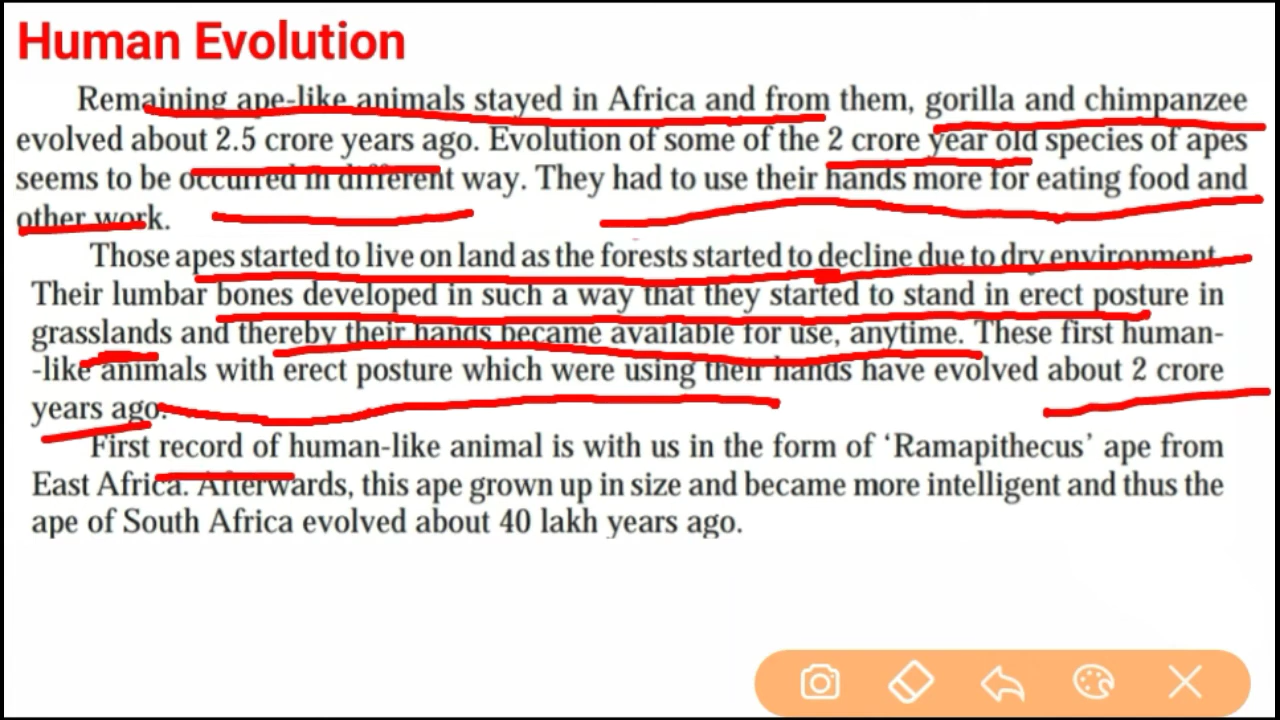 Human Evolution
Remaining ape-like animals stayed in Africa and from them, gorilla and chimpanzee
evolved about 2.5 crore years ago. Evolution of some of the 2 crore year old species of apes
seems to be occurred in different way. They had to use their hands more for eating food and
other work.
Those apes started to live on land as the forests started to decline due to dry environment.
Their lumbar bones developed in such a way that they started to stand in erect posture in
grasslands and thereby their hands became available for use, anytime. These first human-
-like animals with erect posture which were using their hands have evolved about 2 crore
years ago.
First record of human-like animal is with us in the form of ‘Ramapithecus’ ape from
East Africa. Afterwards, this ape grown up in size and became more intelligent and thus the
ape of South Africa evolved about 40 lakh years ago.